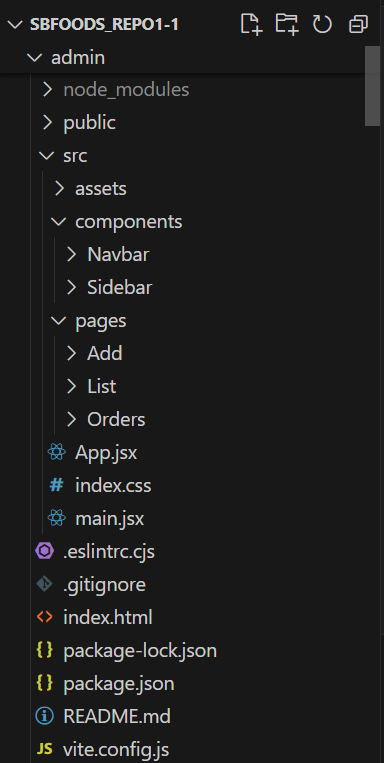 SBFOODS_REPO1-1
admin
node_modules
public
src
assets
components
Navbar
Sidebar
pages
Add
List
Orders
App.jsx
# index.css
main.jsx
.eslintrc.cjs
.gitignore
<> index.html
{} package-lock.json
{} package.json
README.md
JS vite.config.js